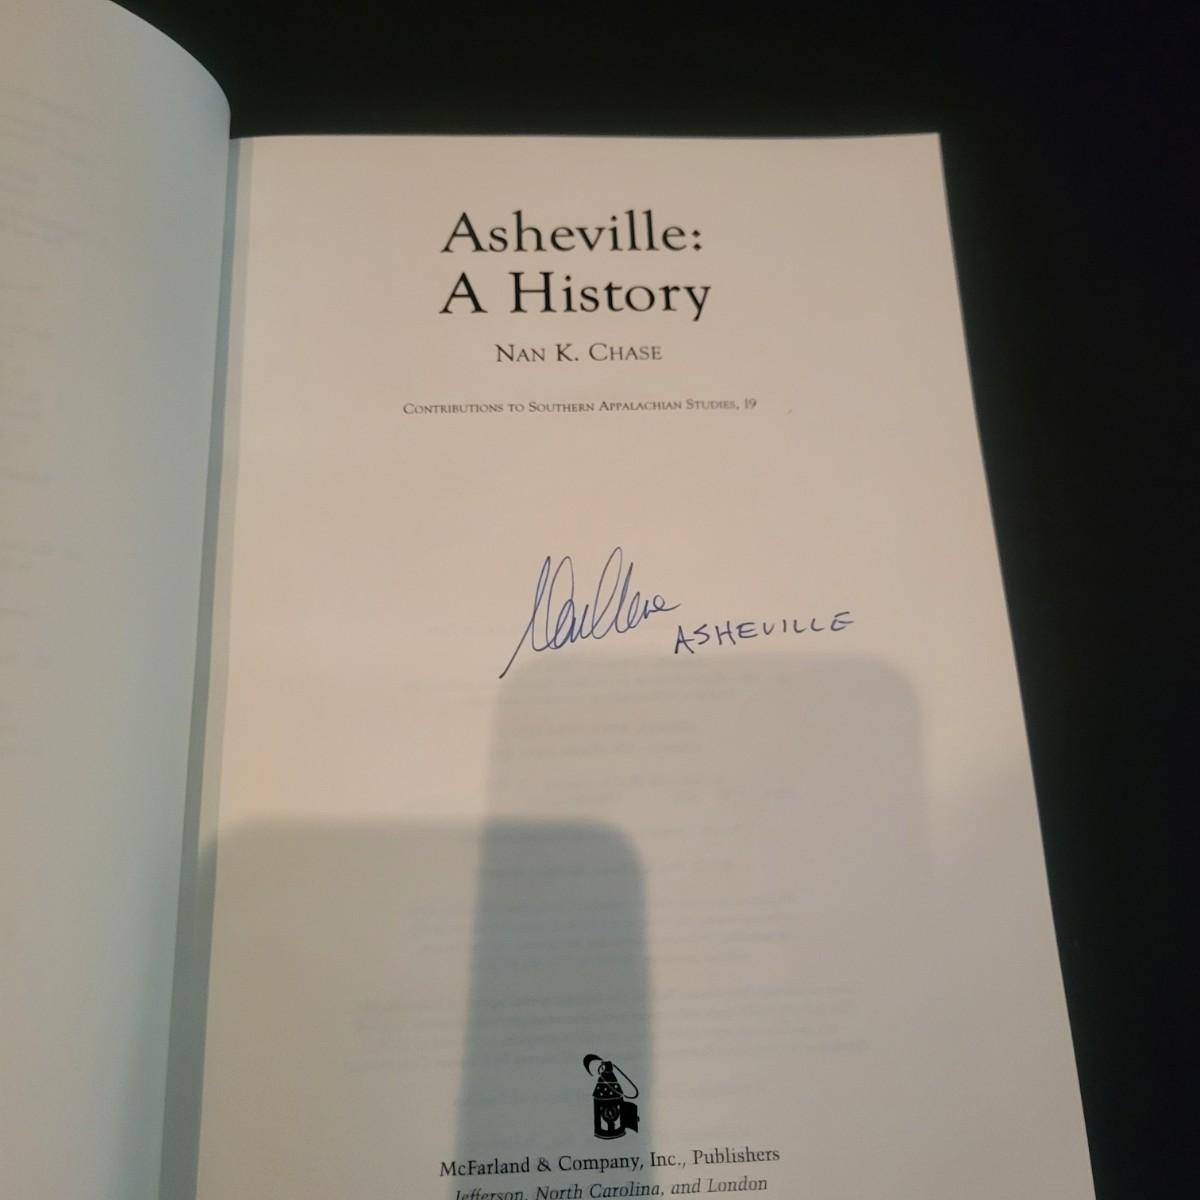 Asheville:
A History
NAN K. CHASE
CONTRIBUTIONS TO SOUTHERN APPALACHIAN STUDIES, 19
ASHEVILLE
McFarland & Company, Inc., Publishers
Jefferson, North Carolina, and London